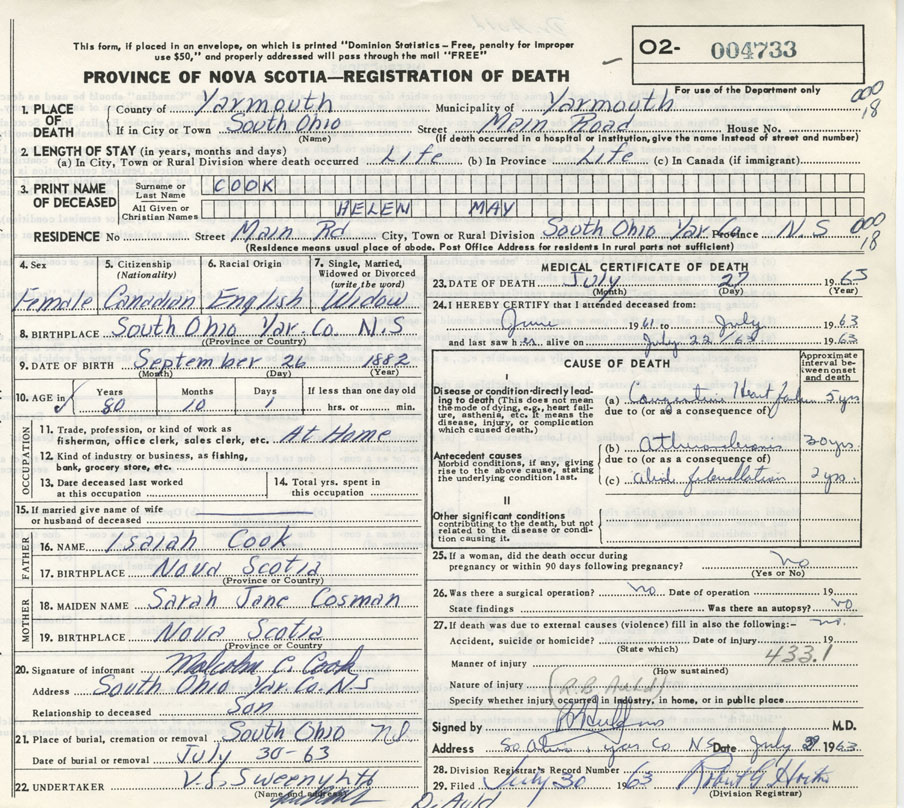 This form, if placed in an envelope, on which is printed "Dominion Statistics – Free, penalty for improper
use $50," and properly addressed will pass through the mail "FREE"
O2- 004733
PROVINCE OF NOVA SCOTIA—REGISTRATION OF DEATH
For use of the Department only
1. PLACE OF DEATH County of Yarmouth Municipality of Yarmouth 000 18
If in City or Town South Ohio Street Main Road House No.
(Name) (If death occurred in a hospital or institution, give the name instead of street and number)
2. LENGTH OF STAY (in years, months and days)
(a) In City, Town or Rural Division where death occurred Life (b) In Province Life (c) In Canada (if immigrant)
3. PRINT NAME OF DECEASED Surname or Last Name COOK
All Given or Christian Names HELEN MAY
RESIDENCE No Street Main Rd City, Town or Rural Division South Ohio Yar. Co. Province N.S 000 18
(Residence means usual place of abode. Post Office Address for residents in rural parts not sufficient)
4. Sex Female
5. Citizenship (Nationality) Canadian
6. Racial Origin English
7. Single, Married, Widowed or Divorced (write the word) Widow
8. BIRTHPLACE South Ohio Yar. Co. N.S
(Province or Country)
9. DATE OF BIRTH September 26 1882
(Month) (Day) (Year)
10. AGE in Years 80 Months 10 Days 1 If less than one day old hrs. or min.
OCCUPATION
11. Trade, profession, or kind of work as
fisherman, office clerk, sales clerk, etc. At Home
12. Kind of industry or business, as fishing,
bank, grocery store, etc.
13. Date deceased last worked
at this occupation
14. Total yrs. spent in
this occupation
15. If married give name of wife
or husband of deceased
FATHER
16. NAME Isaiah Cook
17. BIRTHPLACE Nova Scotia
(Province or Country)
MOTHER
18. MAIDEN NAME Sarah Jane Cosman
19. BIRTHPLACE Nova Scotia
(Province or Country)
20. Signature of informant Malcolm C. Cook
Address South Ohio Yar. Co. N.S
Relationship to deceased Son
21. Place of burial, cremation or removal South Ohio N.S.
Date of burial or removal July 30-63
22. UNDERTAKER V.S. Sweeny
(Name and address)
MEDICAL CERTIFICATE OF DEATH
23. DATE OF DEATH July 27 1963
(Month) (Day) (Year)
24. I HEREBY CERTIFY that I attended deceased from:
June 1961 to July 1963
and last saw her alive on July 22/63 1963
CAUSE OF DEATH
Approximate interval between onset and death
I
Disease or condition directly leading to death (This does not mean the mode of dying, e.g., heart failure, asthenia, etc. It means the disease, injury, or complication which caused death.)
(a) Congestive Heart failure 5 yrs
due to (or as a consequence of)
Antecedent causes
Morbid conditions, if any, giving rise to the above cause, stating the underlying condition last.
(b) 20 yrs.
due to (or as a consequence of)
(c) 2 yrs.
II
Other significant conditions
contributing to the death, but not related to the disease or condition causing it.
25. If a woman, did the death occur during
pregnancy or within 90 days following pregnancy? no
(Yes or No)
26. Was there a surgical operation? no Date of operation 19
State findings Was there an autopsy? no
27. If death was due to external causes (violence) fill in also the following:– no.
Accident, suicide or homicide? Date of injury 19
(State which)
433.1
Manner of injury
(How sustained)
Nature of injury (R.B. Auld)
Specify whether injury occurred in industry, in home, or in public place
Signed by M.D.
Address So. Ohio, Yar Co NS Date July 1963
28. Division Registrar's Record Number
29. Filed July 30 1963 Robert G
(Division Registrar)
Dr Auld